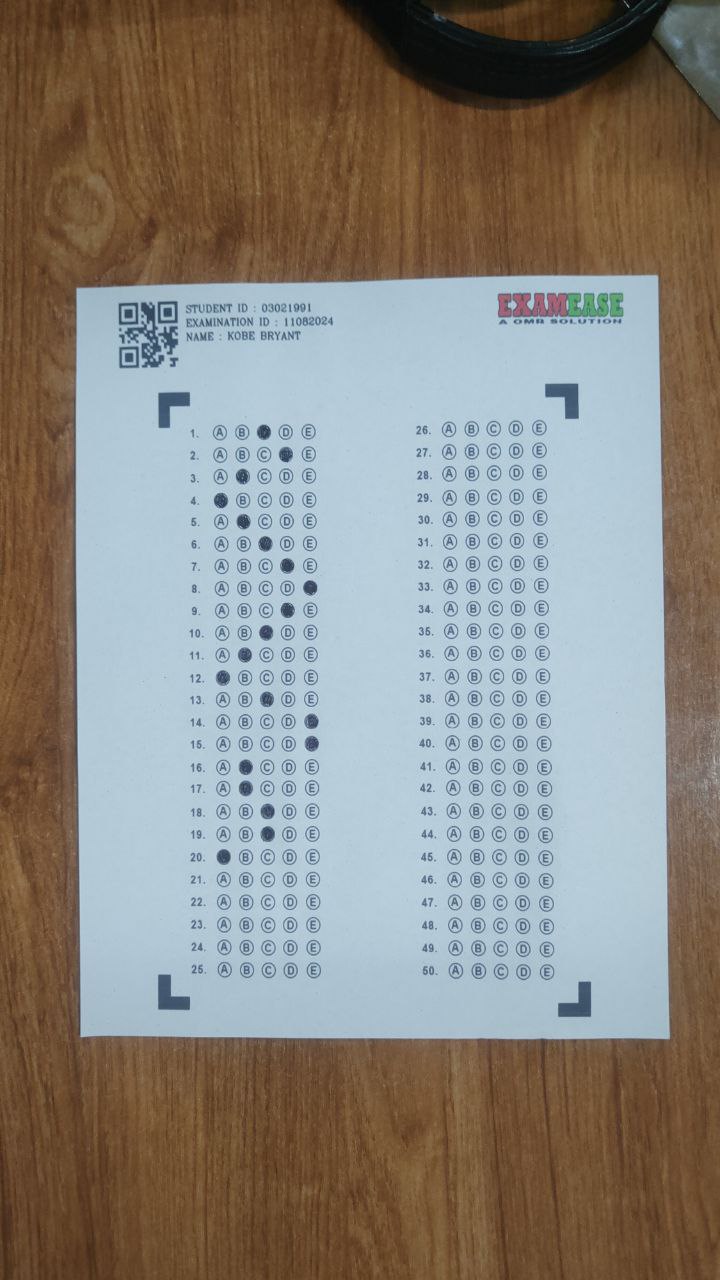 STUDENT ID : 03021991
EXAMINATION ID : 11082024
NAME : KOBE BRYANT
EXAMEASE
A OMR SOLUTION
1. A B D E
2. A B C E
3. A C D E
4. B C D E
5. A C D E
6. A B D E
7. A B C E
8. A B C D
9. A B C E
10. A B D E
11. A C D E
12. B C D E
13. A B D E
14. A B C D
15. A B C D
16. A C D E
17. A C D E
18. A B D E
19. A B D E
20. B C D E
21. A B C D E
22. A B C D E
23. A B C D E
24. A B C D E
25. A B C D E
26. A B C D E
27. A B C D E
28. A B C D E
29. A B C D E
30. A B C D E
31. A B C D E
32. A B C D E
33. A B C D E
34. A B C D E
35. A B C D E
36. A B C D E
37. A B C D E
38. A B C D E
39. A B C D E
40. A B C D E
41. A B C D E
42. A B C D E
43. A B C D E
44. A B C D E
45. A B C D E
46. A B C D E
47. A B C D E
48. A B C D E
49. A B C D E
50. A B C D E